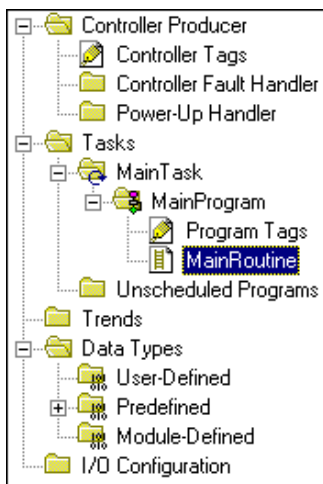 Controller Producer
Controller Tags
Controller Fault Handler
Power-Up Handler
Tasks
MainTask
MainProgram
Program Tags
MainRoutine
Unscheduled Programs
Trends
Data Types
User-Defined
Predefined
Module-Defined
I/O Configuration